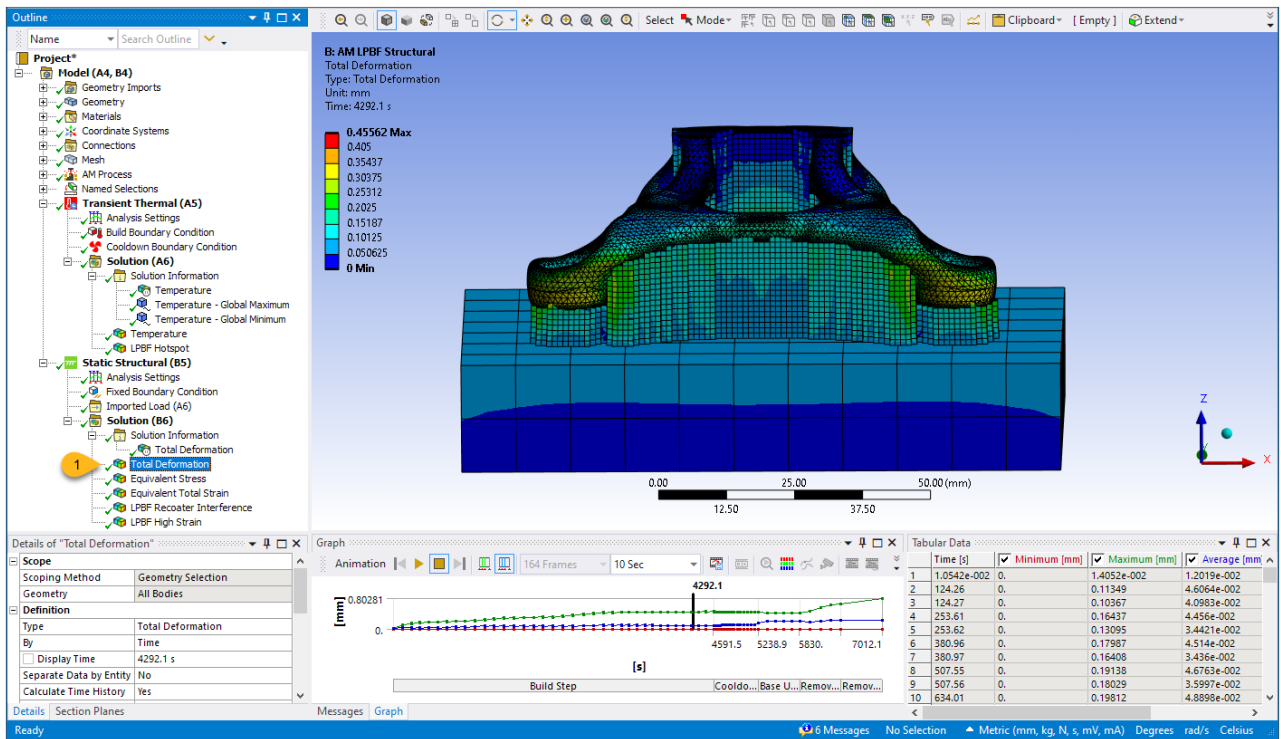 Outline
Name Search Outline
Project*
Model (A4, B4)
Geometry Imports
Geometry
Materials
Coordinate Systems
Connections
Mesh
AM Process
Named Selections
Transient Thermal (A5)
Analysis Settings
Build Boundary Condition
Cooldown Boundary Condition
Solution (A6)
Solution Information
Temperature
Temperature - Global Maximum
Temperature - Global Minimum
Temperature
LPBF Hotspot
Static Structural (B5)
Analysis Settings
Fixed Boundary Condition
Imported Load (A6)
Solution (B6)
Solution Information
Total Deformation
1 Total Deformation
Equivalent Stress
Equivalent Total Strain
LPBF Recoater Interference
LPBF High Strain
Select Mode Clipboard [ Empty ] Extend
B: AM LPBF Structural
Total Deformation
Type: Total Deformation
Unit: mm
Time: 4292.1 s
0.45562 Max
0.405
0.35437
0.30375
0.25312
0.2025
0.15187
0.10125
0.050625
0 Min
Z
Y
X
0.00 25.00 50.00 (mm)
12.50 37.50
Details of "Total Deformation"
Scope
Scoping Method Geometry Selection
Geometry All Bodies
Definition
Type Total Deformation
By Time
Display Time 4292.1 s
Separate Data by Entity No
Calculate Time History Yes
Details Section Planes
Graph
Animation 164 Frames 10 Sec
4292.1
0.80281
[mm]
0.
4591.5 5238.9 5830. 7012.1
[s]
Build Step Cooldo... Base U... Remov... Remov...
Messages Graph
Tabular Data
Time [s] Minimum [mm] Maximum [mm] Average [mm
1 1.0542e-002 0. 1.4052e-002 1.2019e-002
2 124.26 0. 0.11349 4.6064e-002
3 124.27 0. 0.10367 4.0983e-002
4 253.61 0. 0.16437 4.456e-002
5 253.62 0. 0.13095 3.4421e-002
6 380.96 0. 0.17987 4.514e-002
7 380.97 0. 0.16408 3.436e-002
8 507.55 0. 0.19138 4.6763e-002
9 507.56 0. 0.18029 3.5997e-002
10 634.01 0. 0.19812 4.8898e-002
Ready 6 Messages No Selection Metric (mm, kg, N, s, mV, mA) Degrees rad/s Celsius